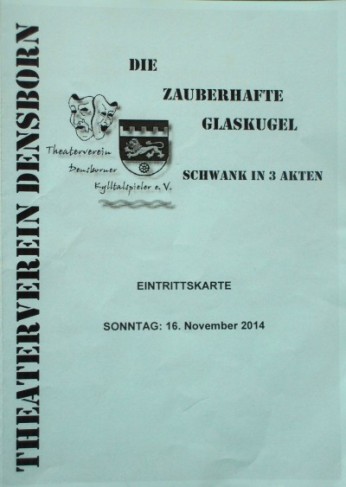 THEATERVEREIN DENSBORN
DIE
ZAUBERHAFTE
GLASKUGEL
Theaterverein
Densborner
Kylltalspieler e.V.
SCHWANK IN 3 AKTEN
EINTRITTSKARTE
SONNTAG: 16. November 2014